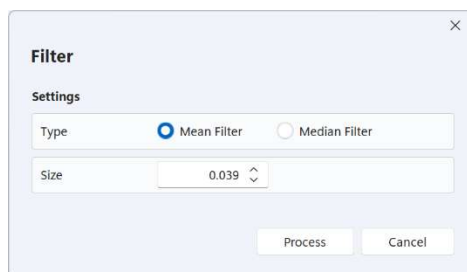 Filter
Settings
Type Mean Filter Median Filter
Size 0.039
Process Cancel